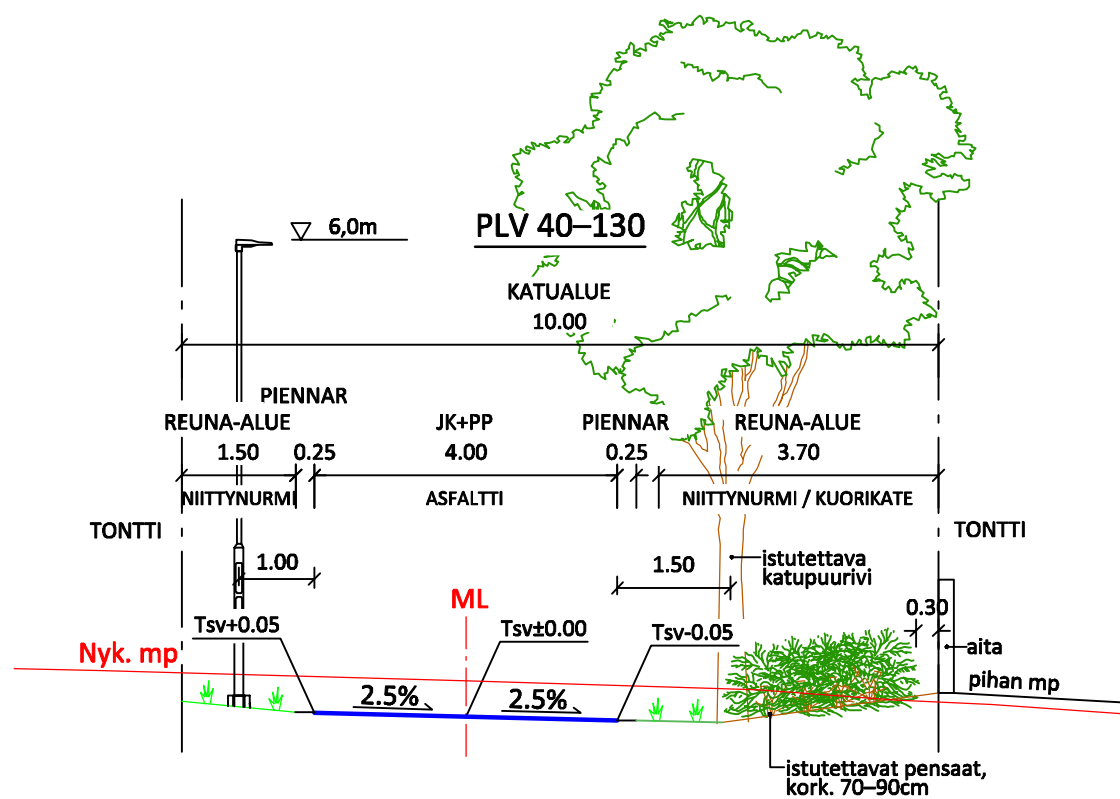 6,0m
PLV 40–130
KATUALUE
10.00
PIENNAR
REUNA-ALUE
JK+PP
PIENNAR
REUNA-ALUE
1.50
0.25
4.00
0.25
3.70
NIITTYNURMI
ASFALTTI
NIITTYNURMI / KUORIKATE
TONTTI
TONTTI
1.00
1.50
istutettava
katupuurivi
ML
0.30
Tsv+0.05
Tsv±0.00
Tsv-0.05
Nyk. mp
aita
pihan mp
2.5%
2.5%
istutettavat pensaat,
kork. 70–90cm